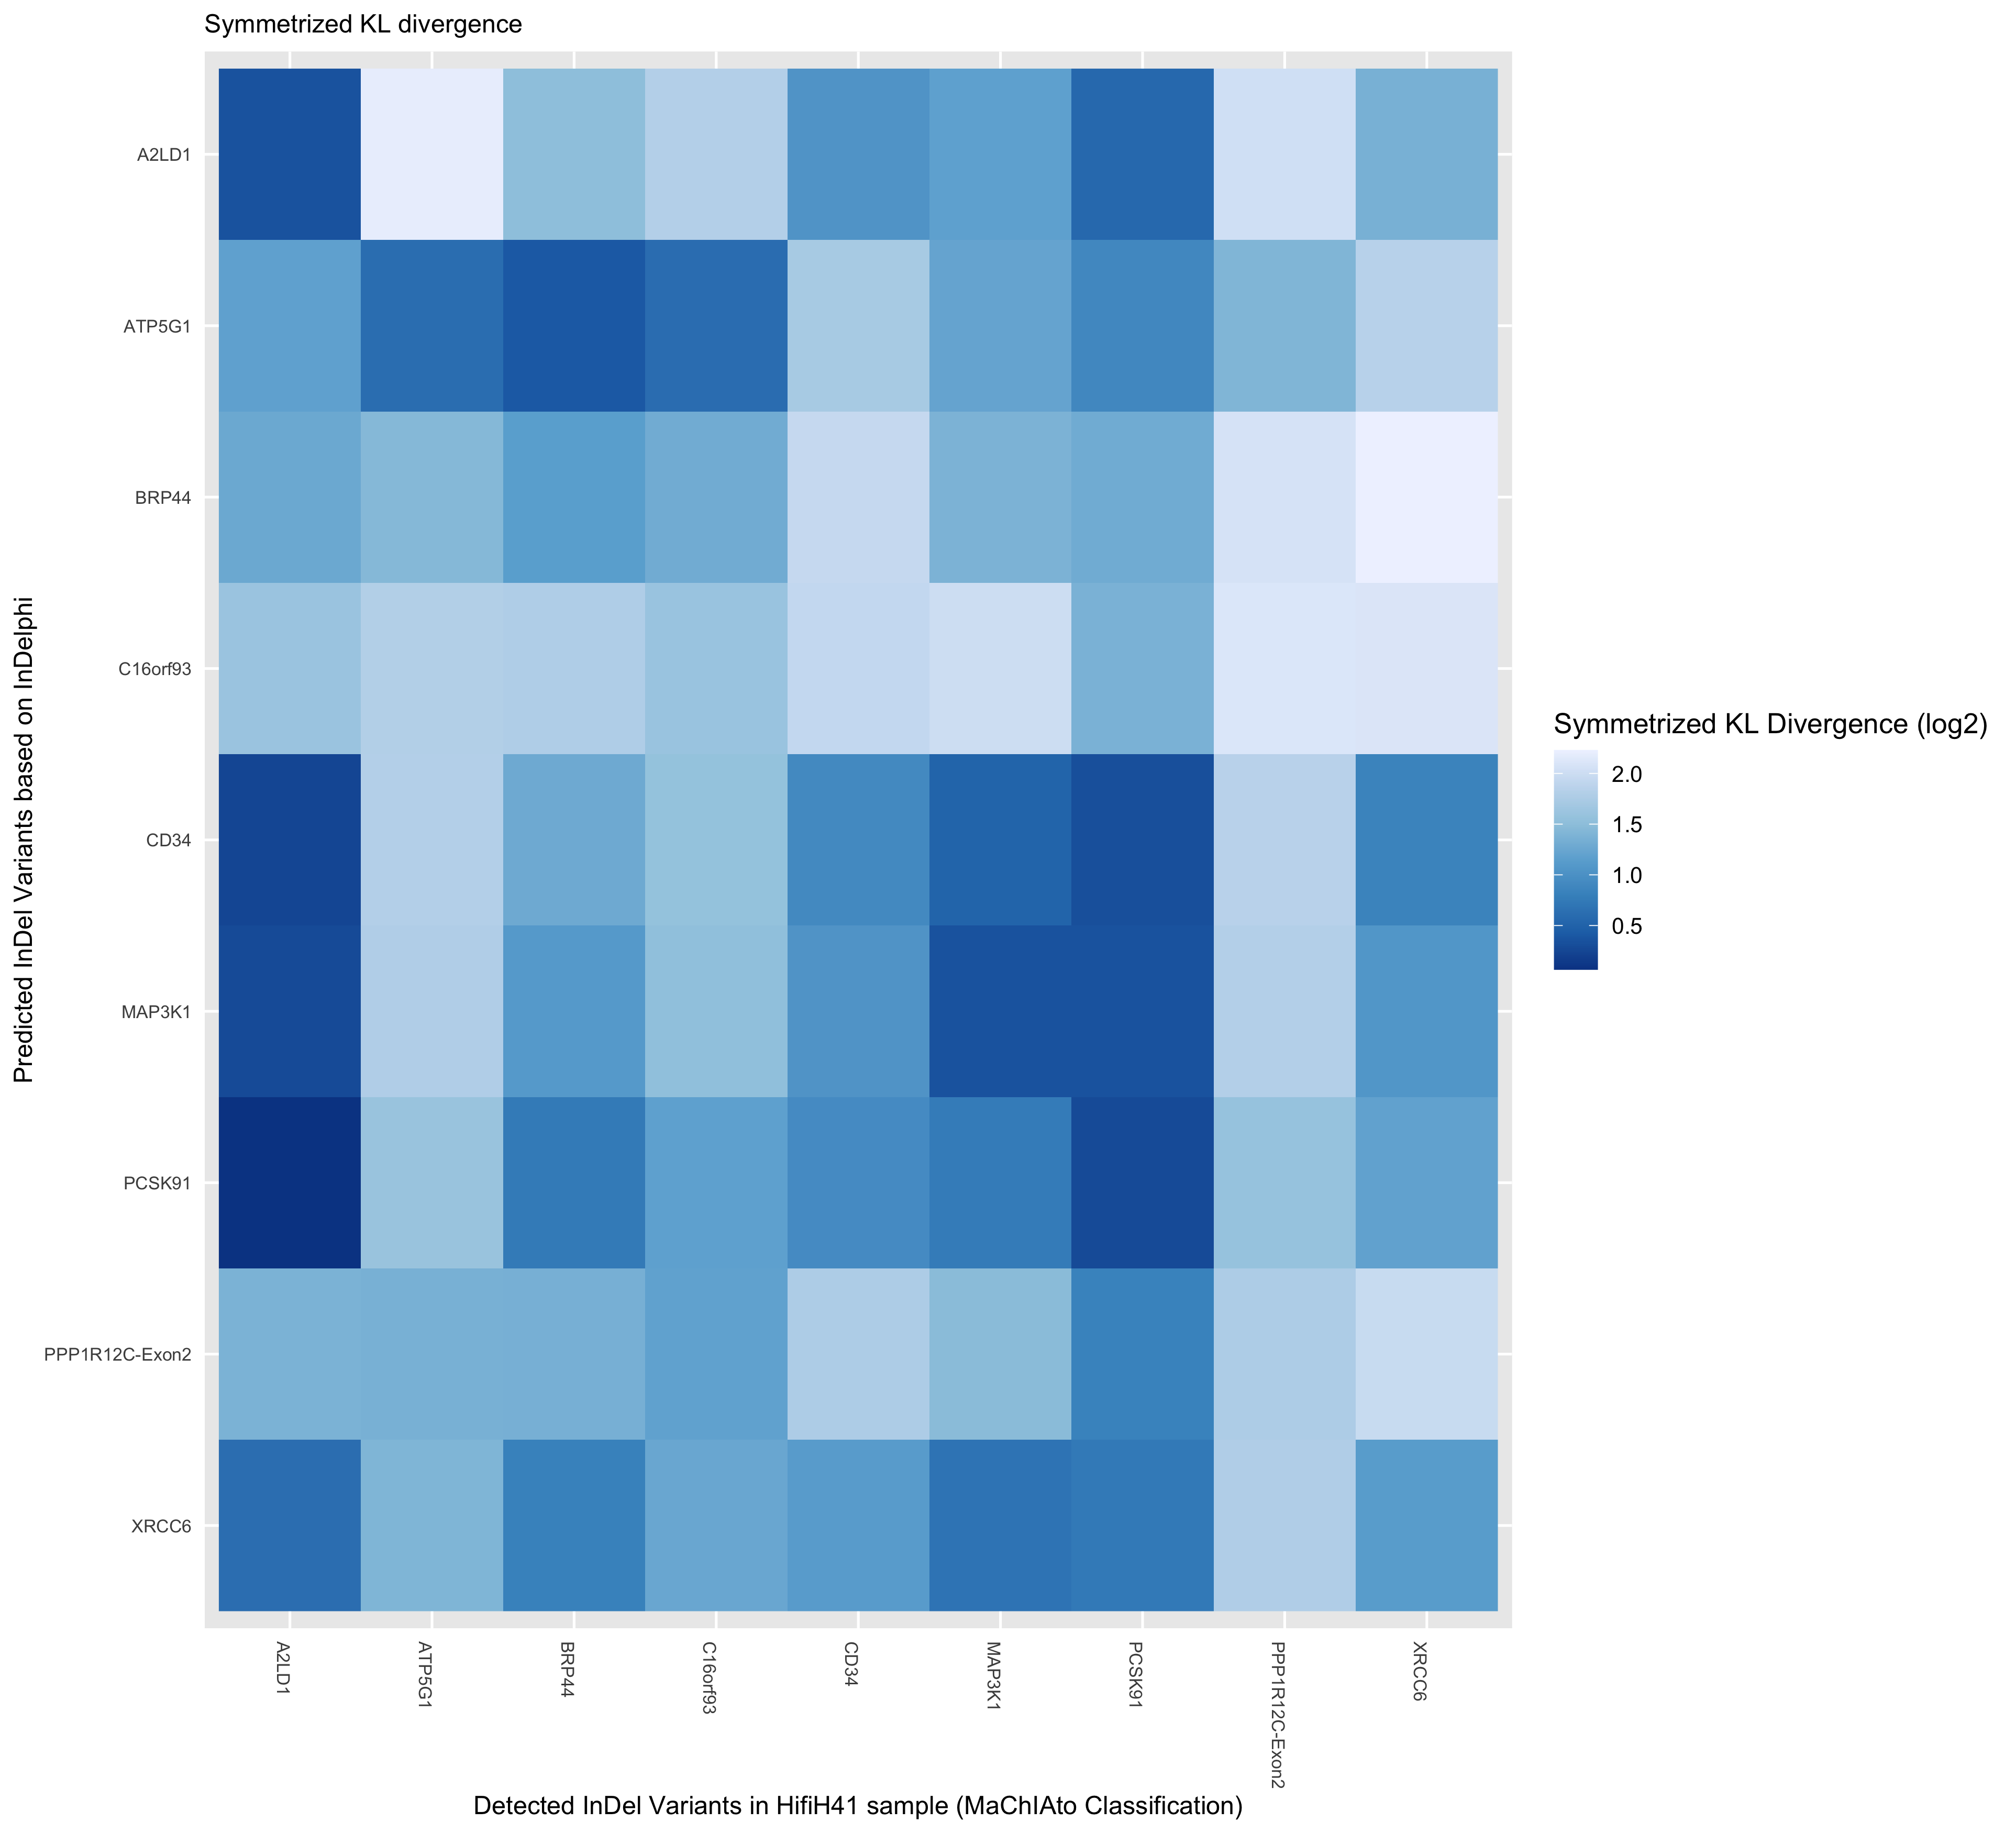 Symmetrized KL divergence
Predicted InDel Variants based on InDelphi
A2LD1
ATP5G1
BRP44
C16orf93
CD34
MAP3K1
PCSK91
PPP1R12C-Exon2
XRCC6
A2LD1
ATP5G1
BRP44
C16orf93
CD34
MAP3K1
PCSK91
PPP1R12C-Exon2
XRCC6
Detected InDel Variants in HifiH41 sample (MaChIAto Classification)
Symmetrized KL Divergence (log2)
2.0
1.5
1.0
0.5